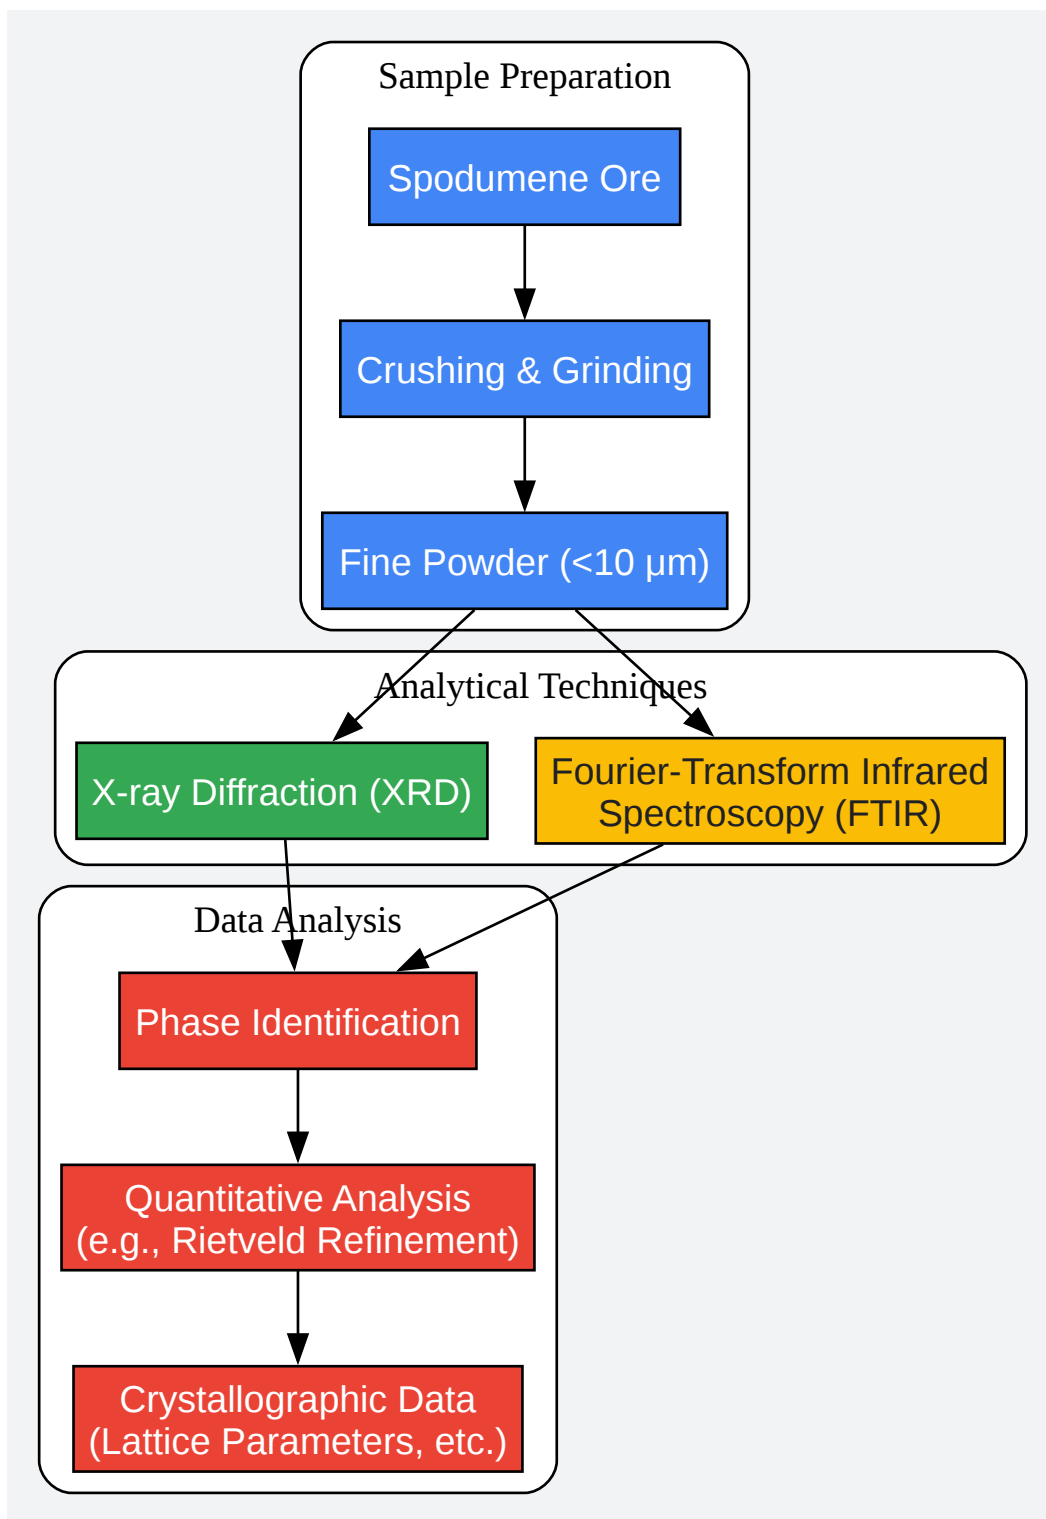 Sample Preparation
Spodumene Ore
Crushing & Grinding
Fine Powder (<10 μm)
Analytical Techniques
X-ray Diffraction (XRD)
Fourier-Transform Infrared
Spectroscopy (FTIR)
Data Analysis
Phase Identification
Quantitative Analysis
(e.g., Rietveld Refinement)
Crystallographic Data
(Lattice Parameters, etc.)